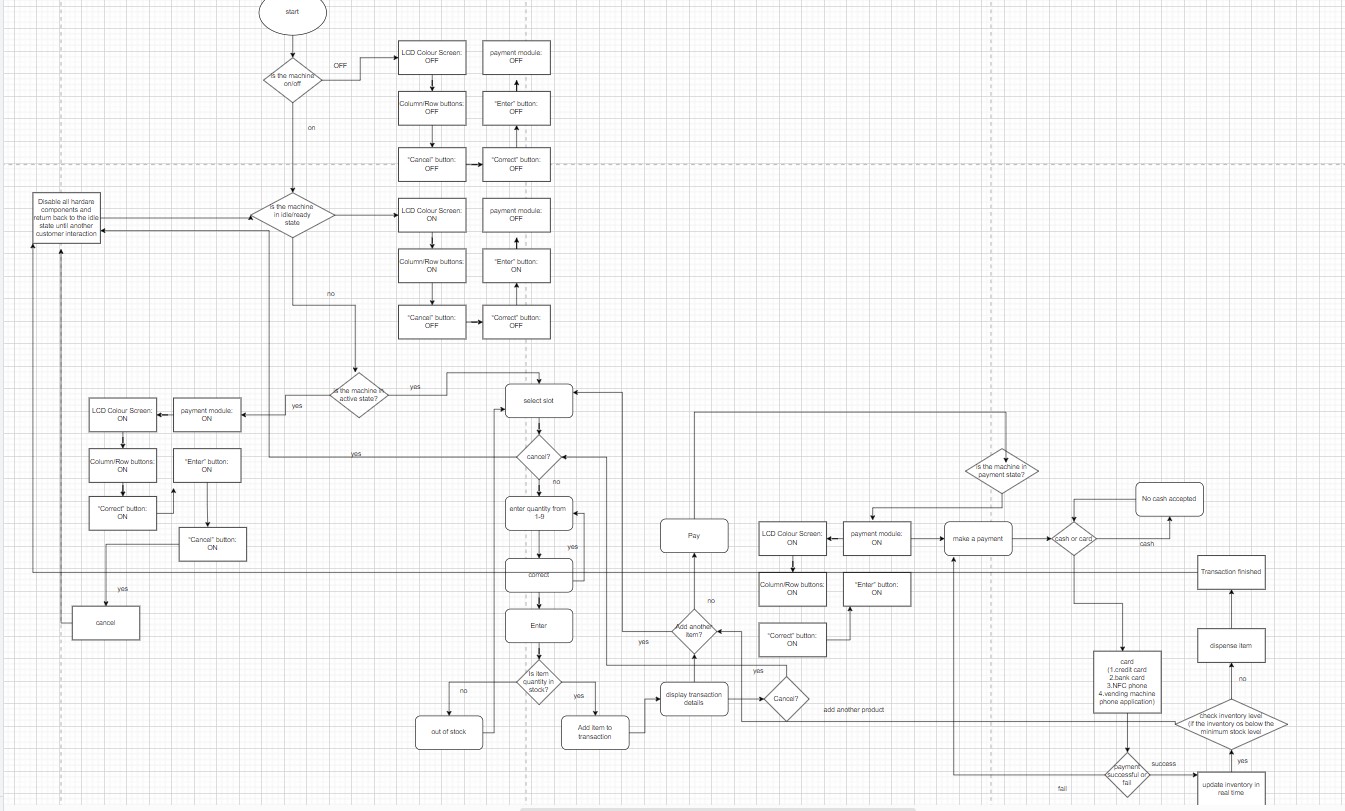 start
is the machine
on/off
OFF
on
LCD Colour Screen:
OFF
payment module:
OFF
Column/Row buttons:
OFF
"Enter" button:
OFF
"Cancel" button:
OFF
"Correct" button:
OFF
Disable all hardare
components and
return back to the idle
state until another
customer interaction
is the machine
in idle/ready
state
LCD Colour Screen:
ON
payment module:
OFF
Column/Row buttons:
ON
"Enter" button:
ON
"Cancel" button:
OFF
"Correct" button:
OFF
no
is the machine in
active state?
yes
yes
LCD Colour Screen:
ON
payment module:
ON
Column/Row buttons:
ON
"Enter" button:
ON
"Correct" button:
ON
"Cancel" button:
ON
yes
cancel
select slot
cancel?
yes
no
enter quantity from
1-9
yes
correct
Enter
Is item
quantity in
stock?
no
yes
out of stock
Add item to
transaction
display transaction
details
Cancel?
yes
add another product
Add another
item?
yes
no
Pay
is the machine in
payment state?
LCD Colour Screen:
ON
payment module:
ON
Column/Row buttons:
ON
"Enter" button:
ON
"Correct" button:
ON
make a payment
cash or card
cash
No cash accepted
card
(1.credit card
2.bank card
3.NFC phone
4.vending machine
phone application)
payment
successful or
fail
fail
success
update inventory in
real time
yes
check inventory level
(if the inventory os below the
minimum stock level
no
dispense item
Transaction finished